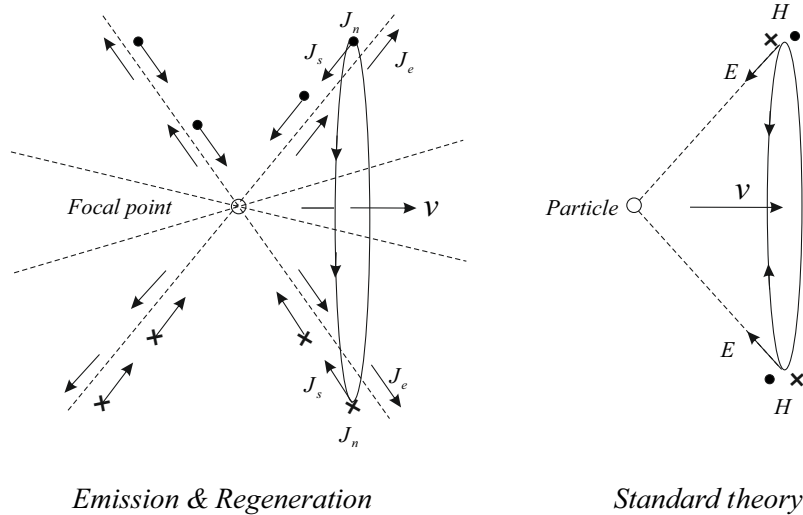 J_n
J_s
J_e
Focal point
v
J_s
J_e
J_n
Emission & Regeneration
H
E
Particle
v
E
H
Standard theory